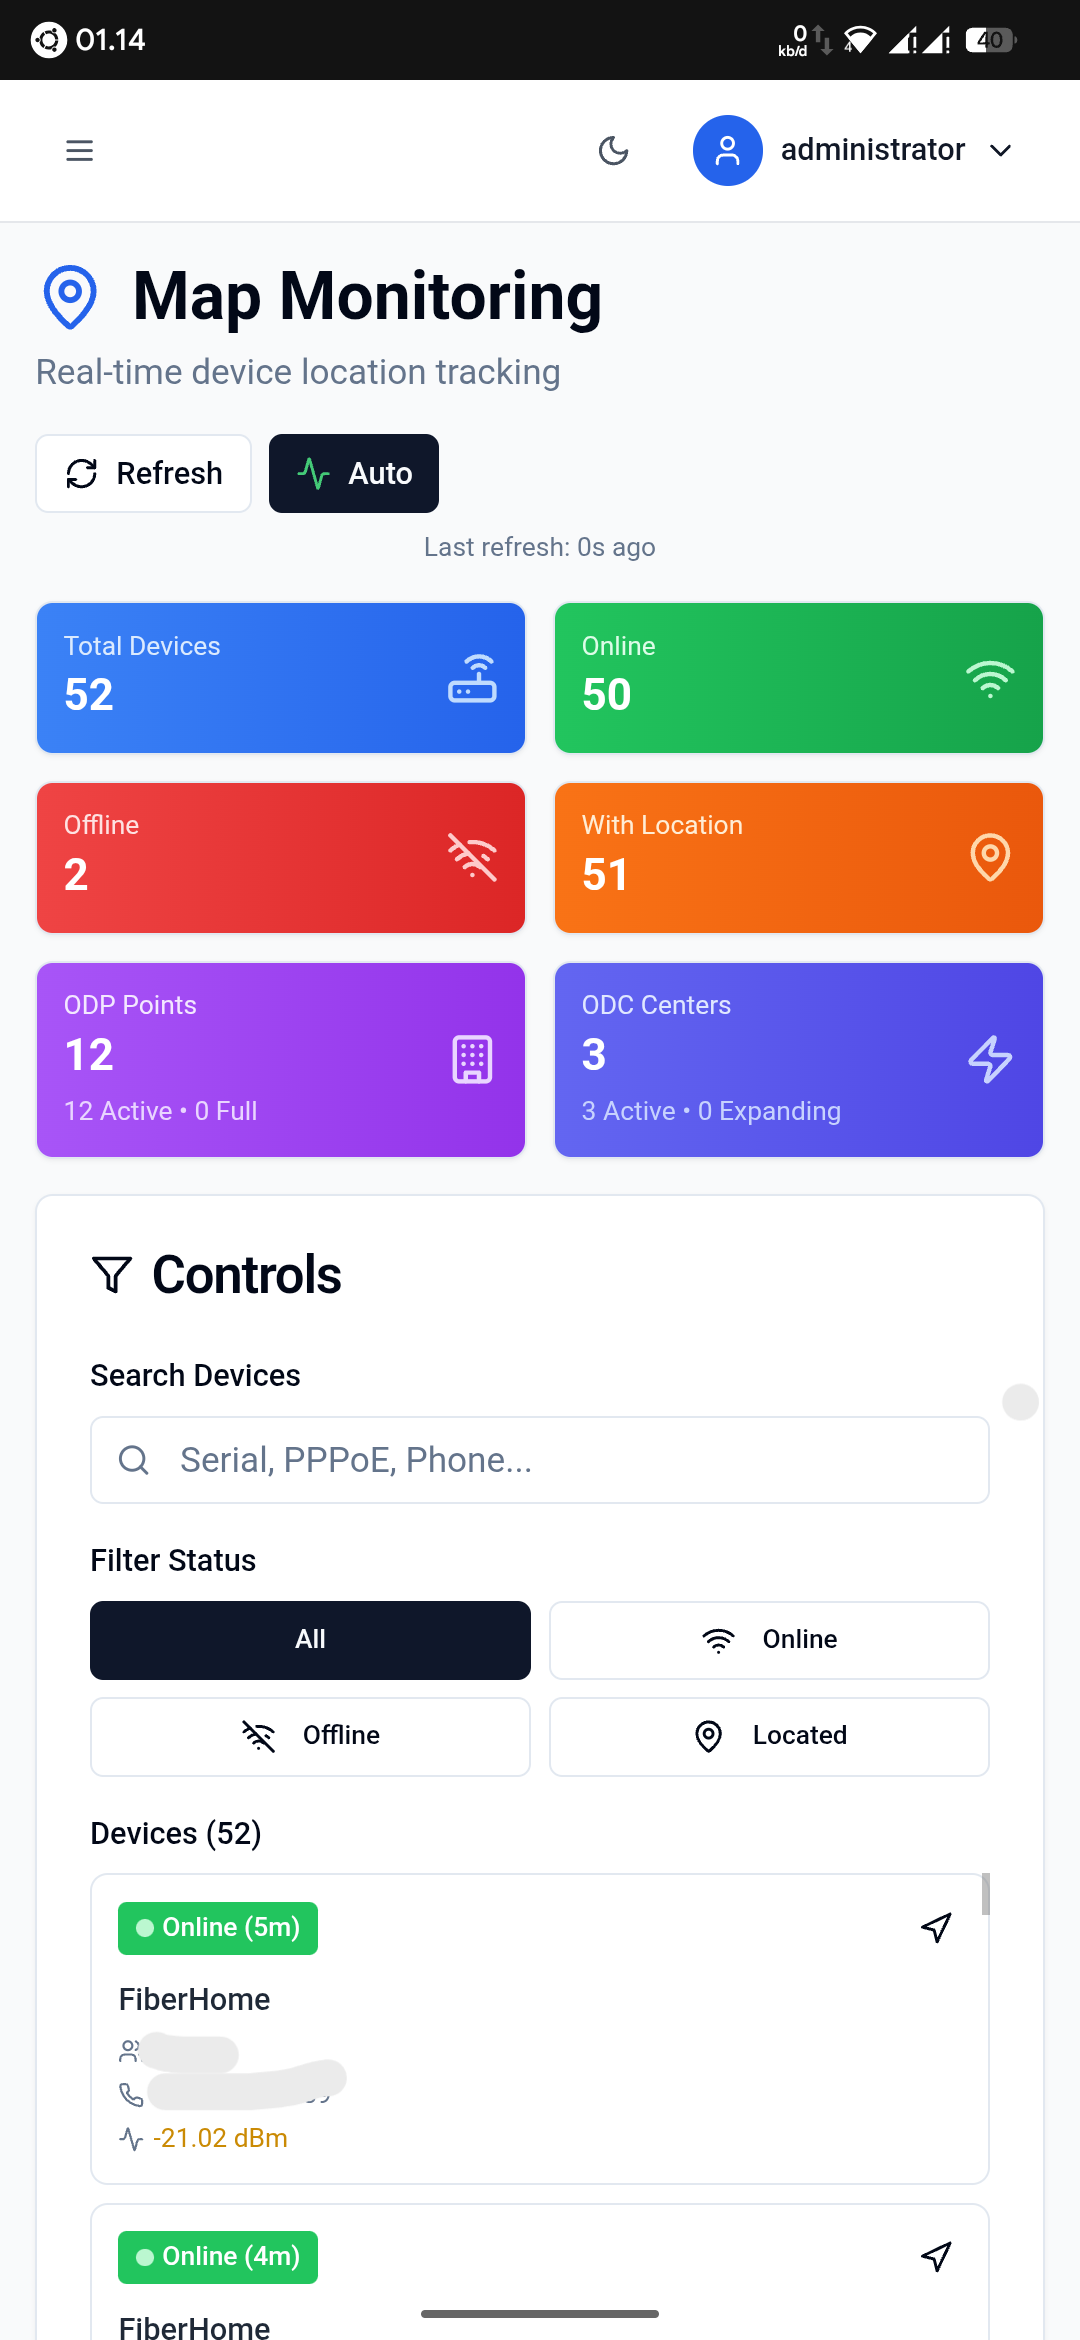 01.14
0
kb/d
4
40
administrator
Map Monitoring
Real-time device location tracking
Refresh
Auto
Last refresh: 0s ago
Total Devices
52
Online
50
Offline
2
With Location
51
ODP Points
12
12 Active • 0 Full
ODC Centers
3
3 Active • 0 Expanding
Controls
Search Devices
Serial, PPPoE, Phone...
Filter Status
All
Online
Offline
Located
Devices (52)
Online (5m)
FiberHome
-21.02 dBm
Online (4m)
FiberHome